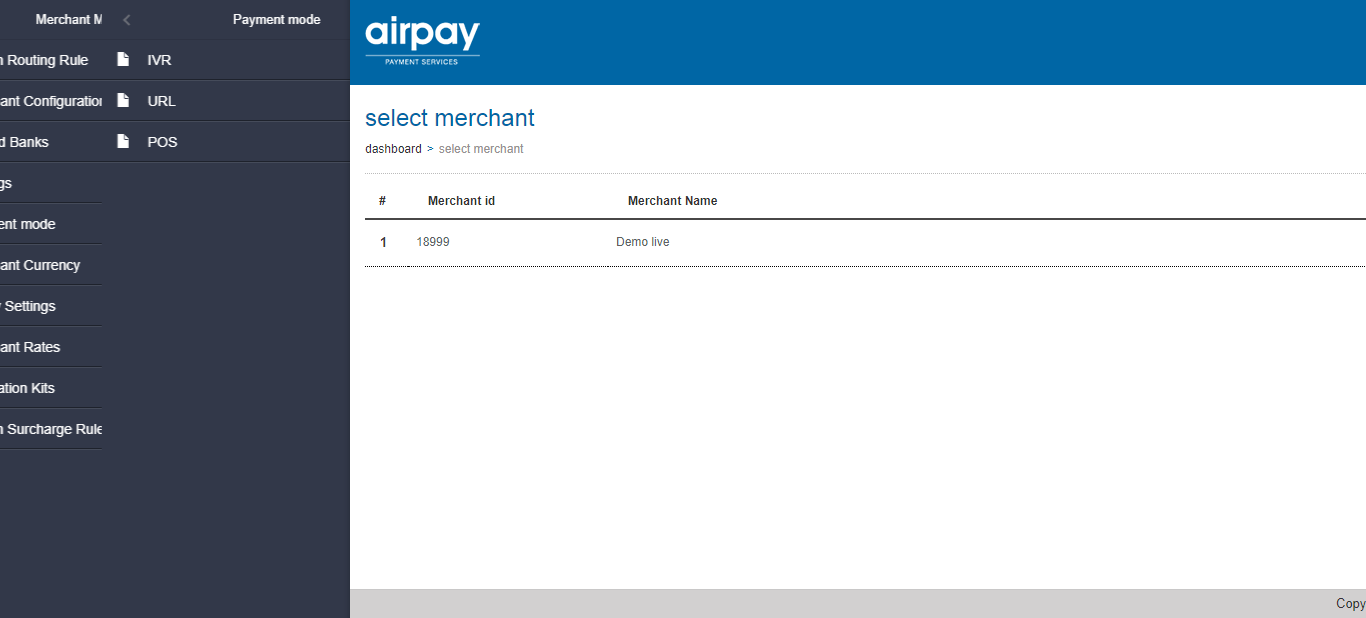 Merchant M
Payment mode
n Routing Rule
ant Configuration
d Banks
gs
ent mode
ant Currency
Settings
ant Rates
ation Kits
n Surcharge Rule
IVR
URL
POS
airpay
PAYMENT SERVICES
select merchant
dashboard > select merchant
# Merchant id Merchant Name
1 18999 Demo live
Copy